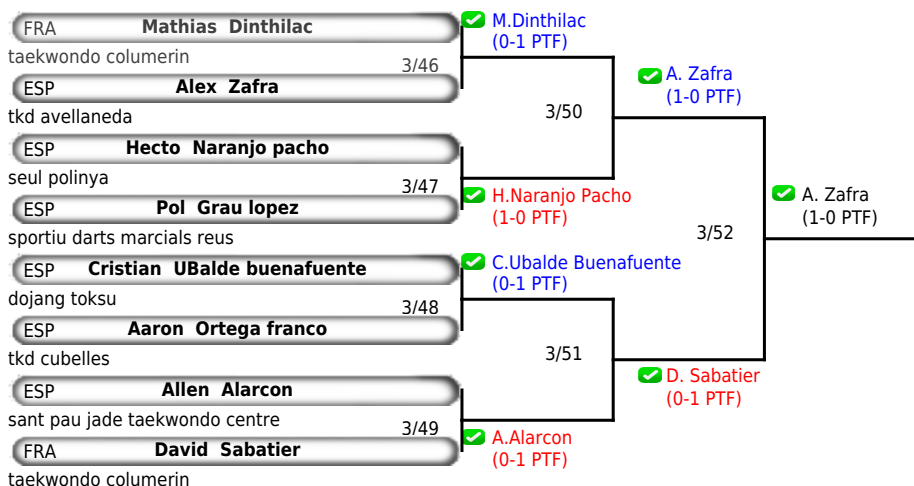 FRA Mathias Dinthilac
taekwondo columerin
3/46
ESP Alex Zafra
tkd avellaneda
ESP Hecto Naranjo pacho
seul polinya
3/47
ESP Pol Grau lopez
sportiu darts marcials reus
ESP Cristian UBalde buenafuente
dojang toksu
3/48
ESP Aaron Ortega franco
tkd cubelles
ESP Allen Alarcon
sant pau jade taekwondo centre
3/49
FRA David Sabatier
taekwondo columerin
M.Dinthilac
(0-1 PTF)
3/50
H.Naranjo Pacho
(1-0 PTF)
C.Ubalde Buenafuente
(0-1 PTF)
3/51
A.Alarcon
(0-1 PTF)
A. Zafra
(1-0 PTF)
3/52
D. Sabatier
(0-1 PTF)
A. Zafra
(1-0 PTF)